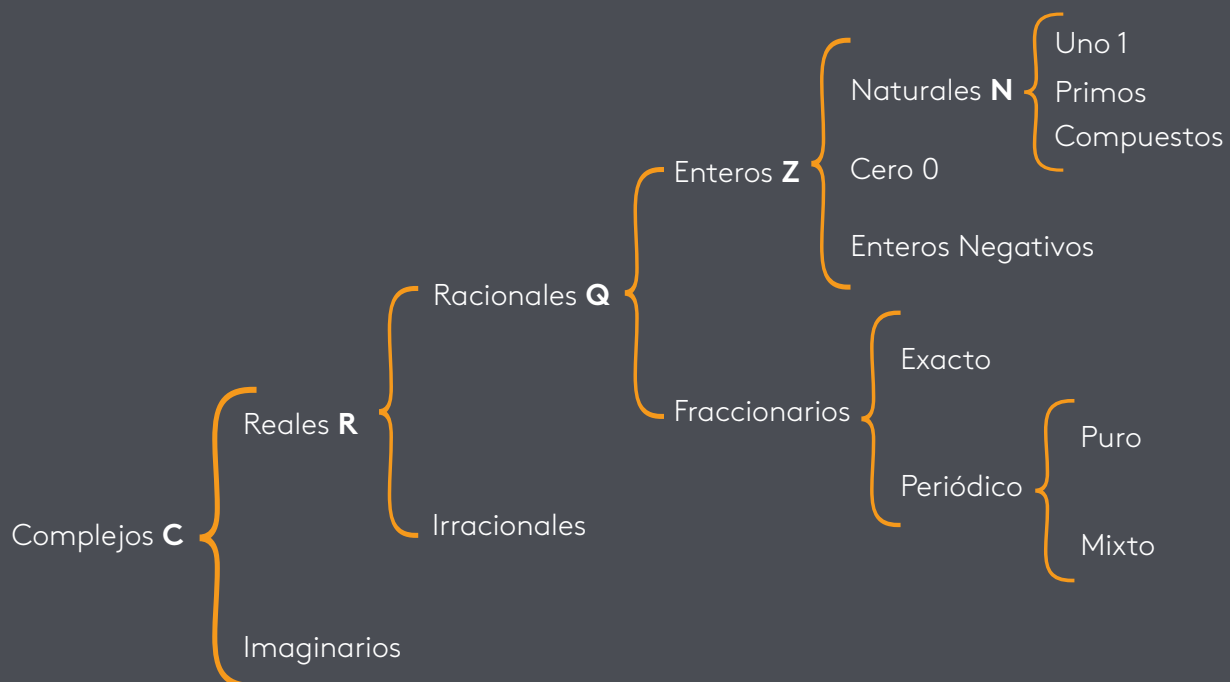 Uno 1
Naturales N
Primos
Compuestos
Enteros Z
Cero 0
Enteros Negativos
Racionales Q
Exacto
Fraccionarios
Reales R
Puro
Periódico
Irracionales
Mixto
Complejos C
Imaginarios